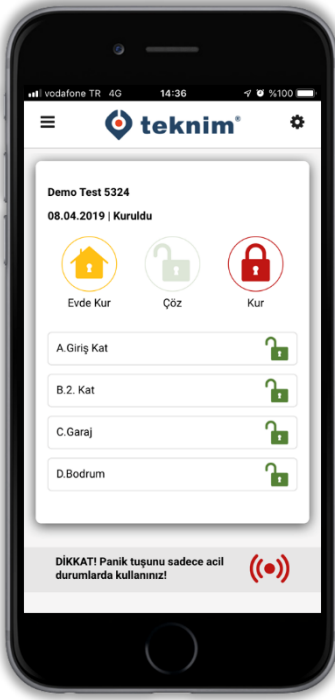 vodafone TR 4G 14:36 %100
teknim
Demo Test 5324
08.04.2019 | Kuruldu
Evde Kur Çöz Kur
A.Giriş Kat
B.2. Kat
C.Garaj
D.Bodrum
DİKKAT! Panik tuşunu sadece acil
durumlarda kullanınız!